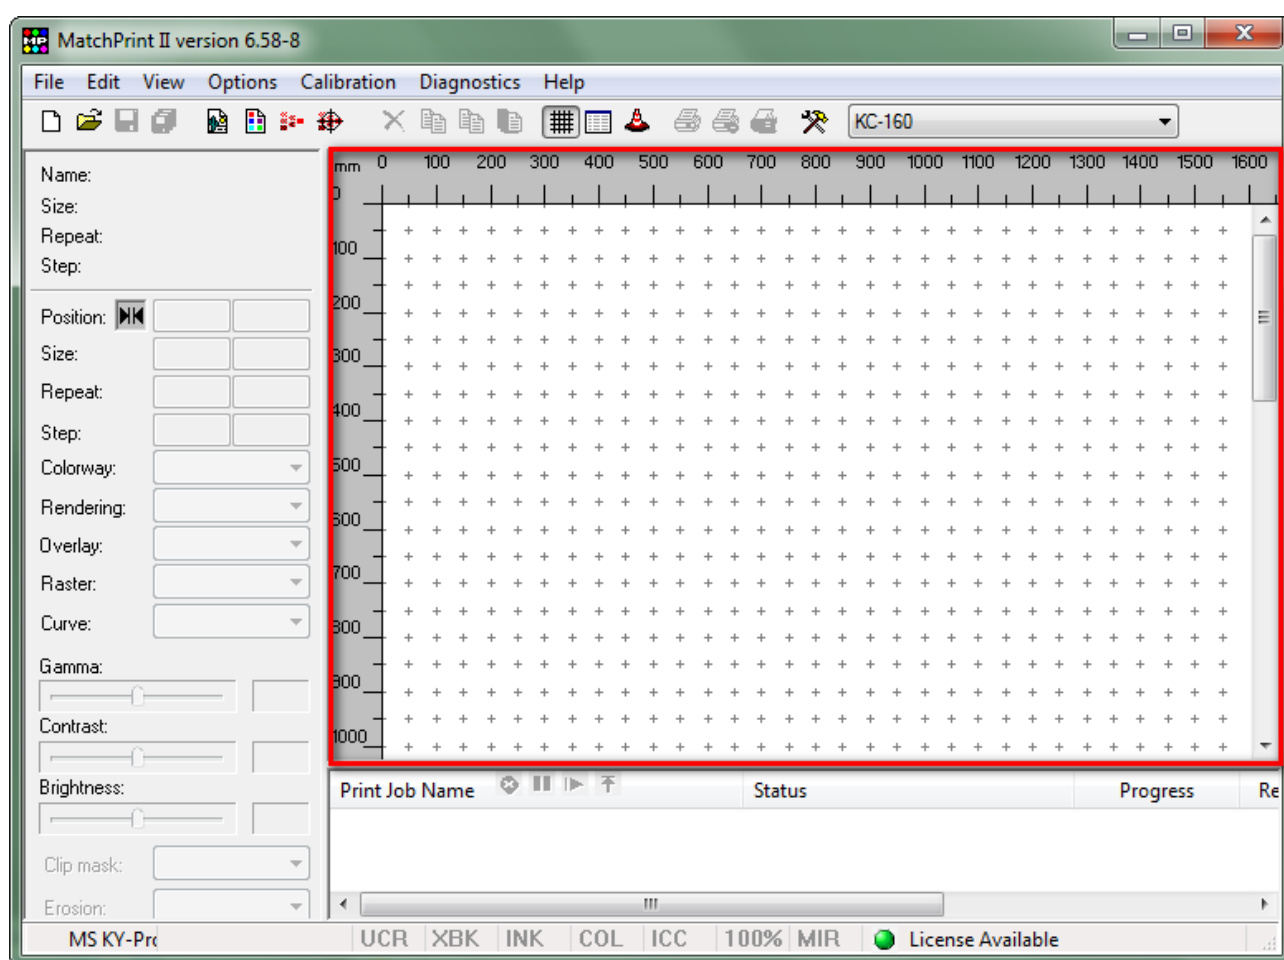 MP MatchPrint II version 6.58-8
File Edit View Options Calibration Diagnostics Help
KC-160
Name:
Size:
Repeat:
Step:
Position:
Size:
Repeat:
Step:
Colorway:
Rendering:
Overlay:
Raster:
Curve:
Gamma:
Contrast:
Brightness:
Clip mask:
Erosion:
mm 0 100 200 300 400 500 600 700 800 900 1000 1100 1200 1300 1400 1500 1600
0
100
200
300
400
500
600
700
800
900
1000
Print Job Name Status Progress Re
MS KY-Pro UCR XBK INK COL ICC 100% MIR License Available